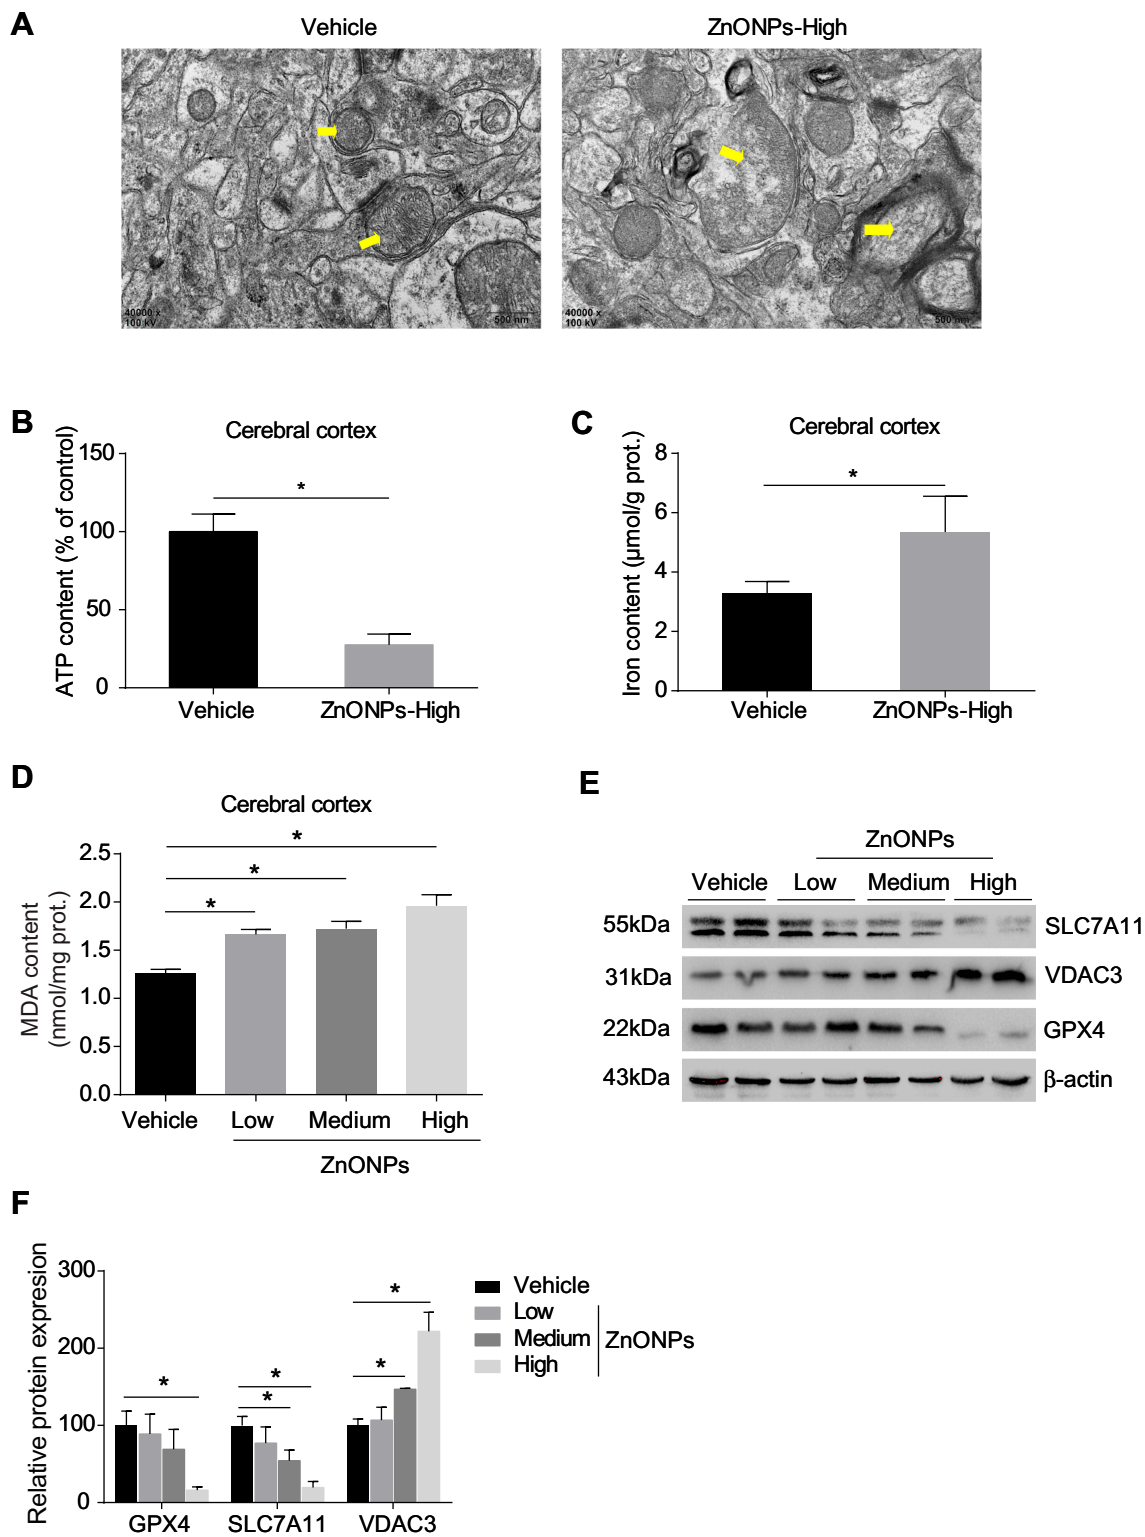 A
Vehicle
ZnONPs-High
40000 x
100 kV
500 nm
40000 x
100 kV
500 nm
B
Cerebral cortex
ATP content (% of control)
150
100
50
0
*
Vehicle
ZnONPs-High
C
Cerebral cortex
Iron content (μmol/g prot.)
8
6
4
2
0
*
Vehicle
ZnONPs-High
D
Cerebral cortex
MDA content
(nmol/mg prot.)
2.5
2.0
1.5
1.0
0.5
0.0
*
*
*
Vehicle
Low
Medium
High
ZnONPs
E
ZnONPs
Vehicle
Low
Medium
High
55kDa
SLC7A11
31kDa
VDAC3
22kDa
GPX4
43kDa
β-actin
F
Relative protein expresion
300
200
100
0
*
*
*
*
*
GPX4
SLC7A11
VDAC3
Vehicle
Low
Medium
High
ZnONPs